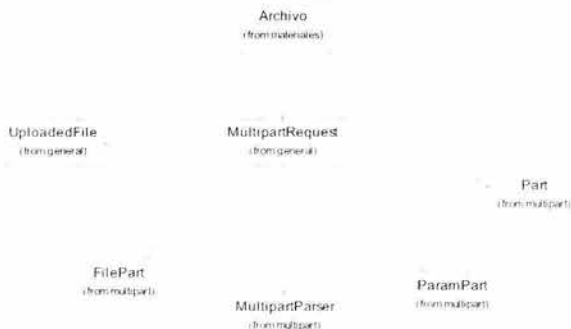 Archivo
(from materiales)
UploadedFile
(from general)
MultipartRequest
(from general)
Part
(from multipart)
FilePart
(from multipart)
MultipartParser
(from multipart)
ParamPart
(from multipart)